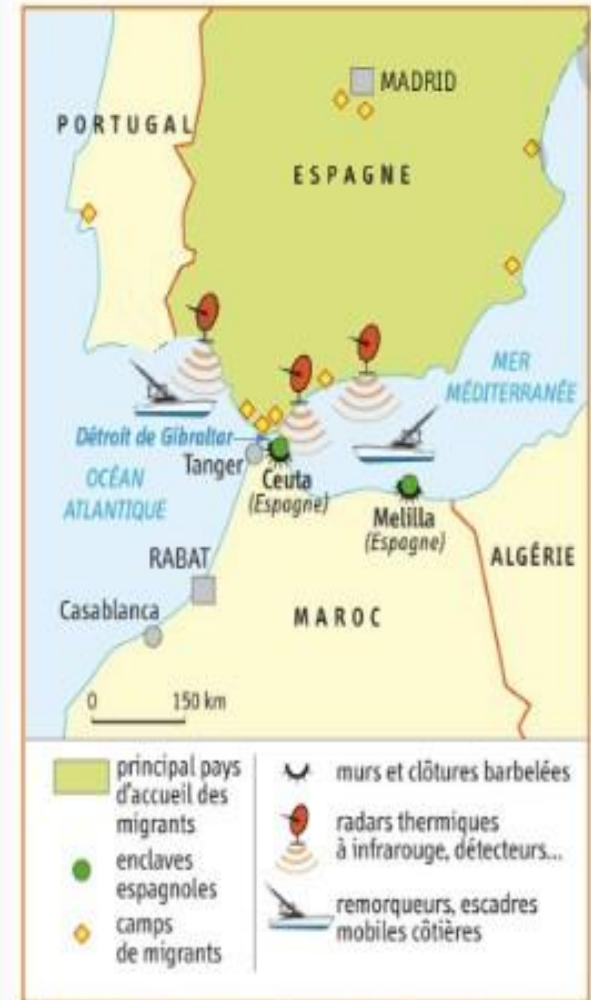 MADRID
PORTUGAL
ESPAGNE
MER
MÉDITERRANÉE
Détroit de Gibraltar
Tanger
Ceuta
(Espagne)
OCÉAN
ATLANTIQUE
Melilla
(Espagne)
ALGÉRIE
RABAT
Casablanca
MAROC
0 150 km
principal pays
d'accueil des
migrants
enclaves
espagnoles
camps
de migrants
murs et clôtures barbelées
radars thermiques
à infrarouge, détecteurs...
remorqueurs, escadres
mobiles côtières